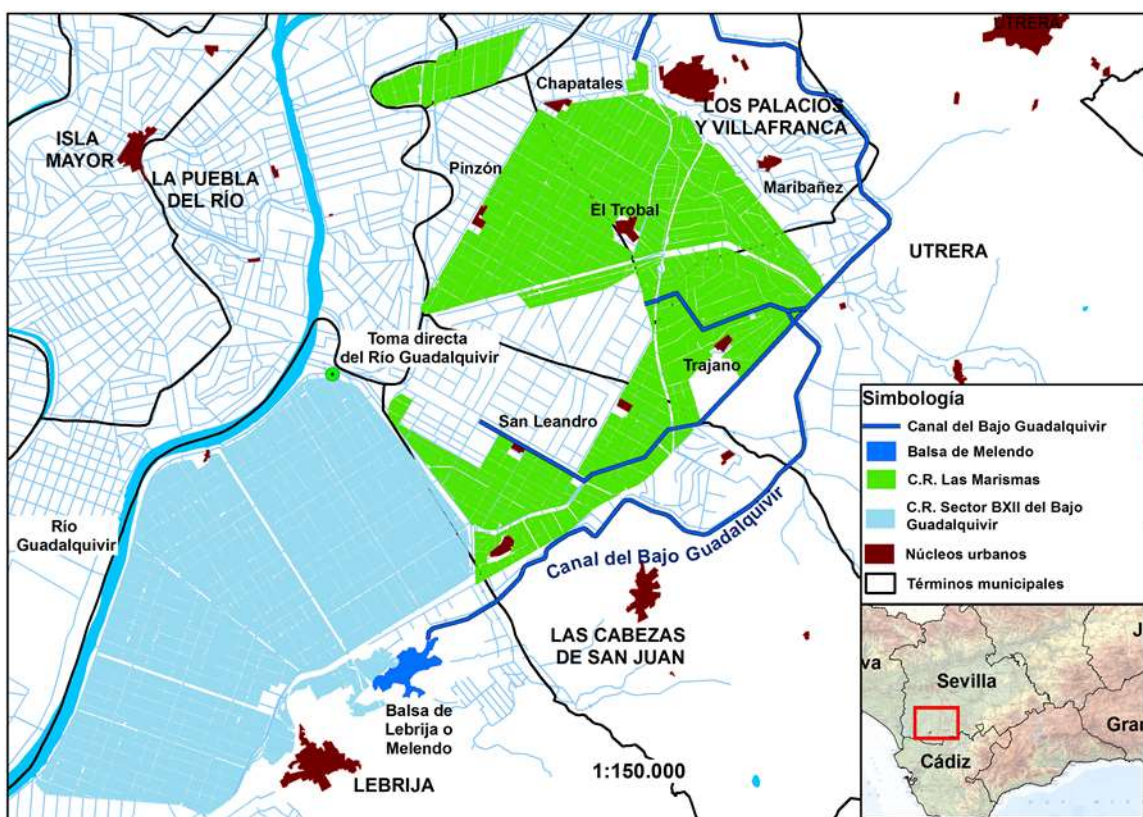 UTRERA
Chapatales
LOS PALACIOS
Y VILLAFRANCA
ISLA
MAYOR
LA PUEBLA
DEL RÍO
Pinzón
Maribañez
El Trobal
UTRERA
Toma directa
del Río Guadalquivir
Trajano
San Leandro
Río
Guadalquivir
Canal del Bajo Guadalquivir
LAS CABEZAS
DE SAN JUAN
Balsa de
Lebrija o
Melendo
LEBRIJA
1:150.000
Simbología
Canal del Bajo Guadalquivir
Balsa de Melendo
C.R. Las Marismas
C.R. Sector BXII del Bajo
Guadalquivir
Núcleos urbanos
Términos municipales
va
J
Sevilla
Gran
Cádiz